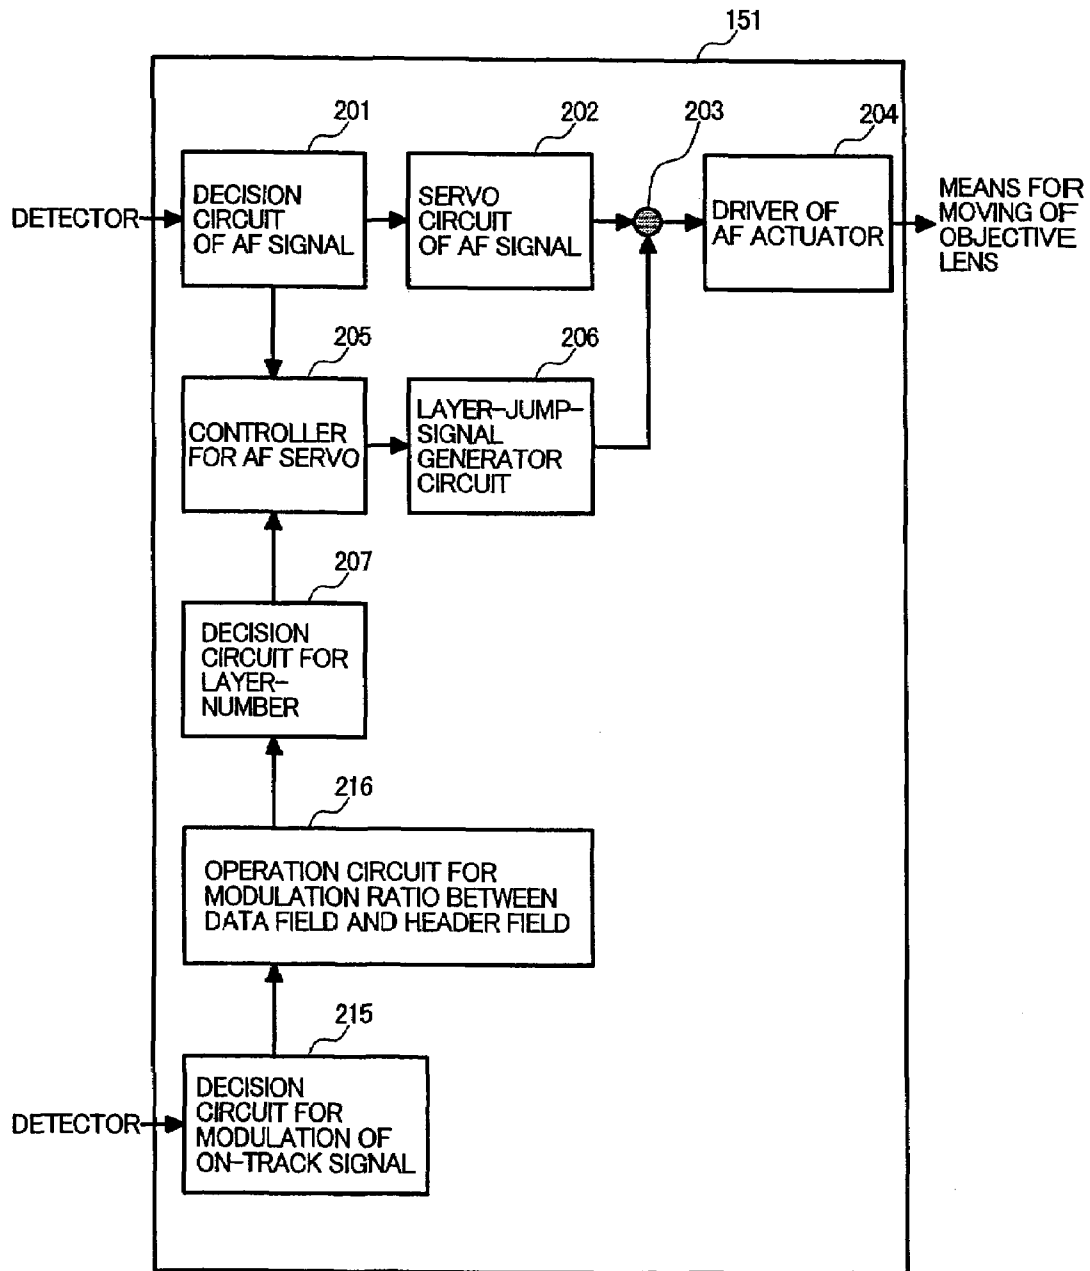 151
201
202
203
204
DETECTOR
DECISION
CIRCUIT
OF AF SIGNAL
SERVO
CIRCUIT
OF AF SIGNAL
DRIVER OF
AF ACTUATOR
MEANS FOR
MOVING OF
OBJECTIVE
LENS
205
206
CONTROLLER
FOR AF SERVO
LAYER-JUMP-
SIGNAL
GENERATOR
CIRCUIT
207
DECISION
CIRCUIT FOR
LAYER-
NUMBER
216
OPERATION CIRCUIT FOR
MODULATION RATIO BETWEEN
DATA FIELD AND HEADER FIELD
215
DETECTOR
DECISION
CIRCUIT FOR
MODULATION OF
ON-TRACK SIGNAL